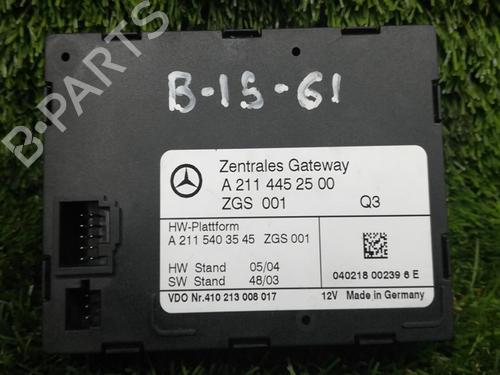 B-PARTS
B-15-61
Zentrales Gateway
A 211 445 25 00
ZGS 001 Q3
HW-Plattform
A 211 540 35 45 ZGS 001
HW Stand 05/04
SW Stand 48/03
040218 00239 6 E
VDO Nr.410 213 008 017 12V Made in Germany